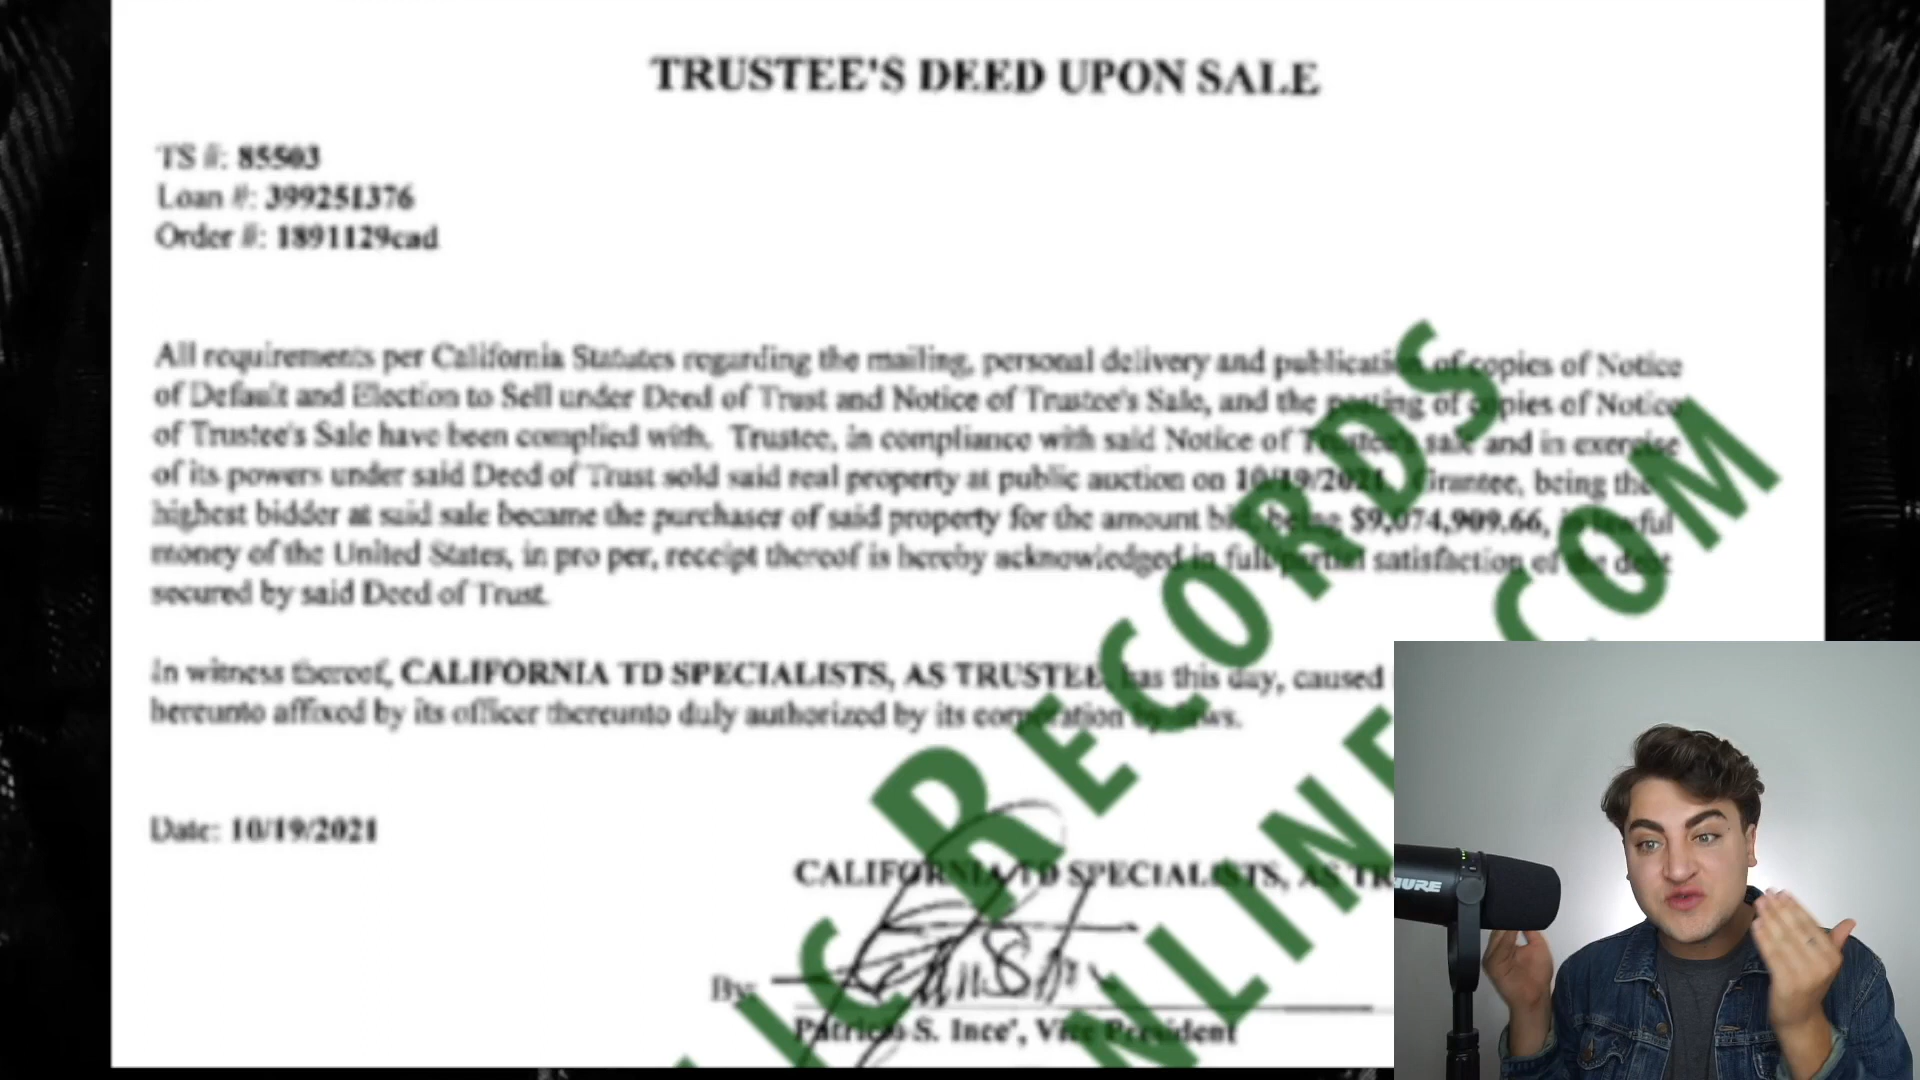 TRUSTEE'S DEED UPON SALE
TS #: 85503
Loan #: 399251376
Order #: 1891129cad
All requirements per California Statutes regarding the mailing, personal delivery and publication of copies of Notice
of Default and Election to Sell under Deed of Trust and Notice of Trustee's Sale, and the posting of copies of Notice
of Trustee's Sale have been complied with. Trustee, in compliance with said Notice of Trustee's sale and in exercise
of its powers under said Deed of Trust sold said real property at public auction on 10/19/2021. Grantee, being the
highest bidder at said sale became the purchaser of said property for the amount bid, being $9,074,909.66, in lawful
money of the United States, in pro per, receipt thereof is hereby acknowledged in full/partial satisfaction of the debt
secured by said Deed of Trust.
In witness thereof, CALIFORNIA TD SPECIALISTS, AS TRUSTEE, has this day, caused
hereunto affixed by its officer thereunto duly authorized by its corporation by-laws.
Date: 10/19/2021
CALIFORNIA TD SPECIALISTS, AS TR
By:
Patricio S. Ince', Vice President
IC RECORDS
NLINE.COM
SHURE